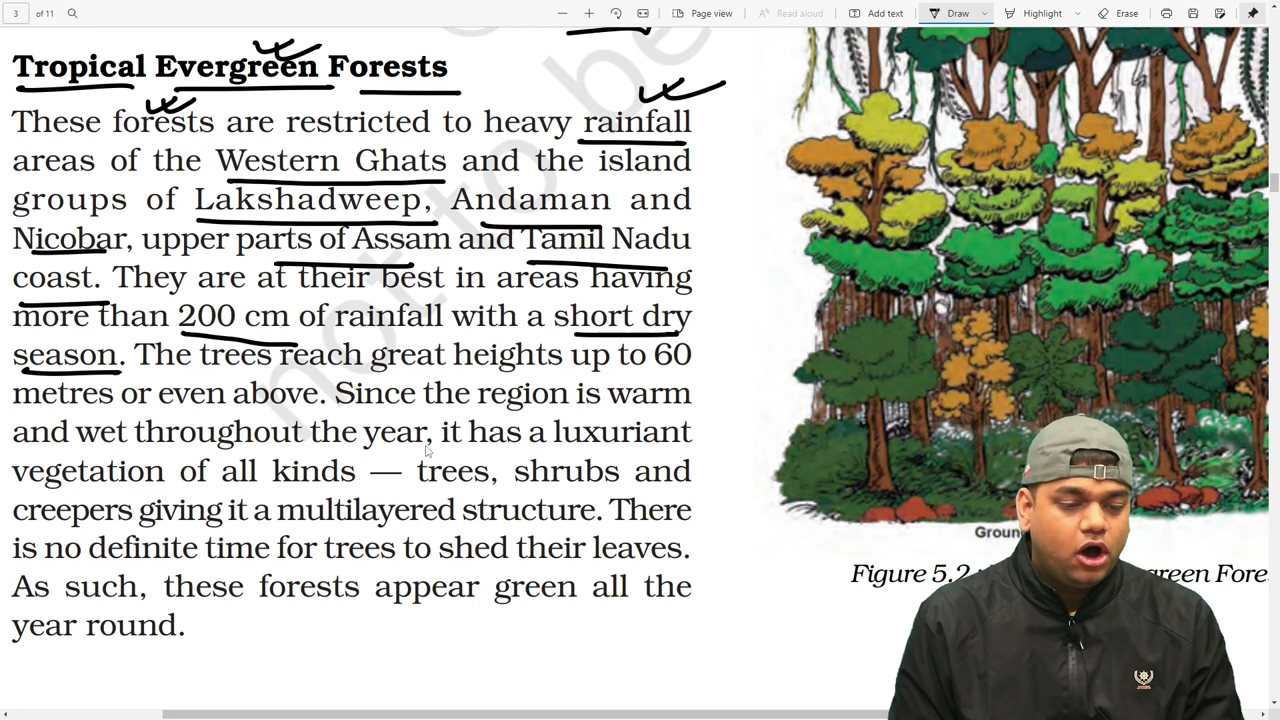 3 of 11 Page view Read aloud Add text Draw Highlight Erase
Tropical Evergreen Forests
These forests are restricted to heavy rainfall
areas of the Western Ghats and the island
groups of Lakshadweep, Andaman and
Nicobar, upper parts of Assam and Tamil Nadu
coast. They are at their best in areas having
more than 200 cm of rainfall with a short dry
season. The trees reach great heights up to 60
metres or even above. Since the region is warm
and wet throughout the year, it has a luxuriant
vegetation of all kinds — trees, shrubs and
creepers giving it a multilayered structure. There
is no definite time for trees to shed their leaves.
As such, these forests appear green all the
year round.
not to be
Figure 5.2